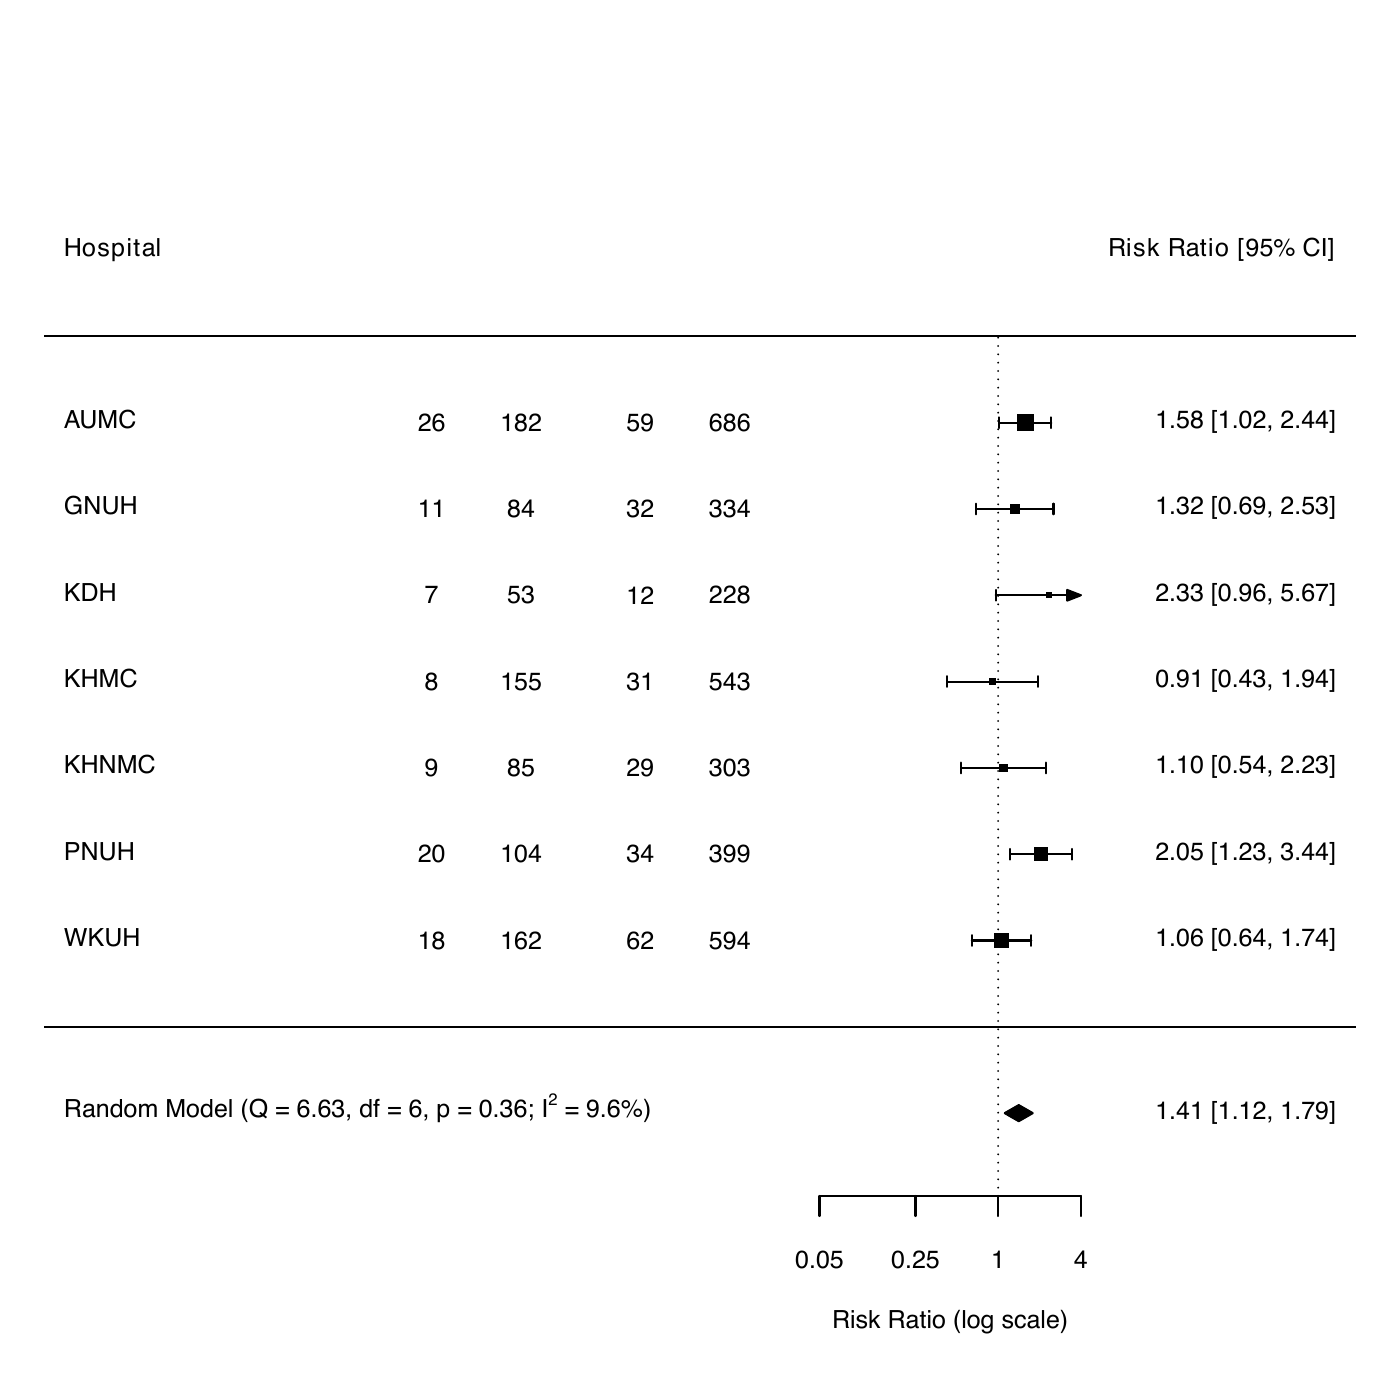 Hospital Risk Ratio [95% CI]
AUMC 26 182 59 686 1.58 [1.02, 2.44]
GNUH 11 84 32 334 1.32 [0.69, 2.53]
KDH 7 53 12 228 2.33 [0.96, 5.67]
KHMC 8 155 31 543 0.91 [0.43, 1.94]
KHNMC 9 85 29 303 1.10 [0.54, 2.23]
PNUH 20 104 34 399 2.05 [1.23, 3.44]
WKUH 18 162 62 594 1.06 [0.64, 1.74]
Random Model (Q = 6.63, df = 6, p = 0.36; I² = 9.6%) 1.41 [1.12, 1.79]
0.05 0.25 1 4
Risk Ratio (log scale)